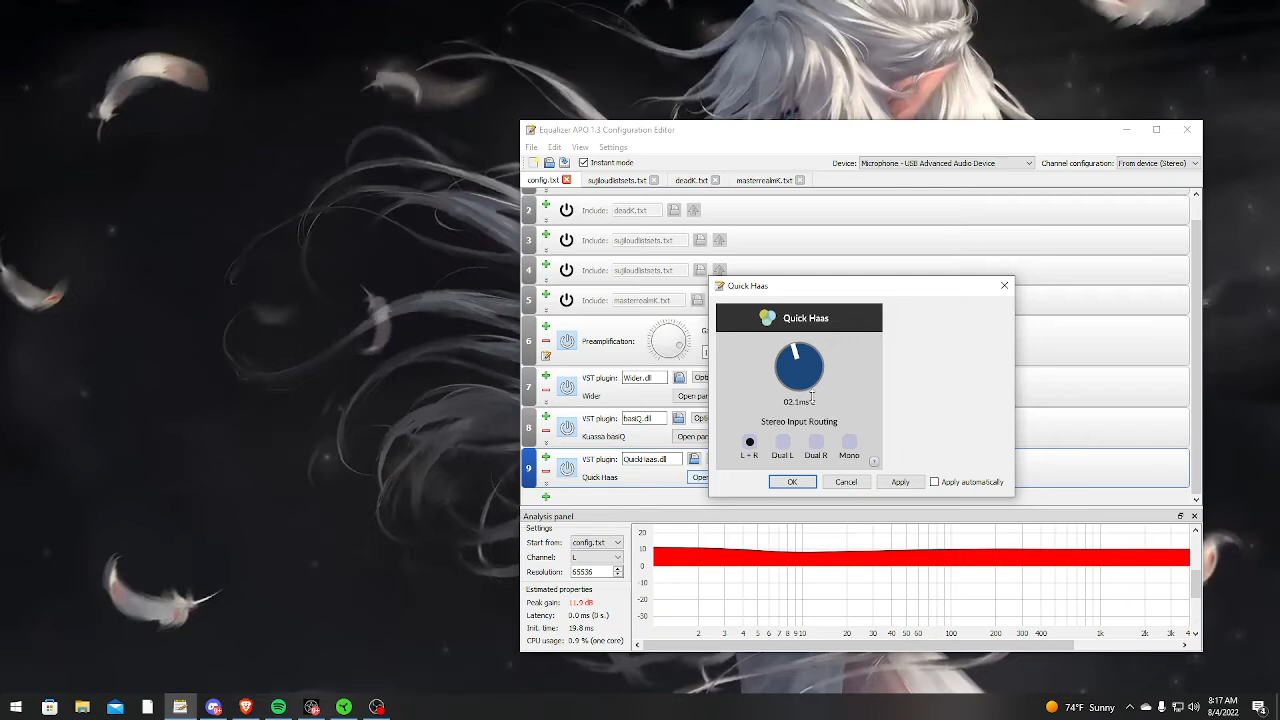 Equalizer APO 1.3 Configuration Editor
File Edit View Settings
Instant mode
Device: Microphone - USB Advanced Audio Device
Channel configuration: From device (Stereo)
config.txt sujiloudlistsets.txt deadK.txt masterrealmK.txt
2 Include: deadK.txt
3 Include: sujiloudlistsets.txt
4 Include: sujiloudlistsets.txt
5 Include: masterrealmK.txt
6 Preamplification:
7 VST plugin: Wider.dll
Wider Open
8 VST plugin: basiQ.dll
Kuassa basiQ Open
9 VST plugin: QuickHaas.dll
Quick Haas Open
Quick Haas
Quick Haas
02.1ms
Stereo Input Routing
L + R Dual L Dual R Mono
OK Cancel Apply Apply automatically
Analysis panel
Settings
Start from: config.txt
Channel: L
Resolution: 65536
Estimated properties
Peak gain: 11.9 dB
Latency: 0.0 ms (0 s.)
Init. time: 19.8 ms
CPU usage: 0.9 % (one core)
20
10
0
-10
-20
-30
2 3 4 5 6 7 8 9 10 20 30 40 50 60 100 200 300 400 1k 2k 3k 4
74°F Sunny
8:17 AM
8/4/2022